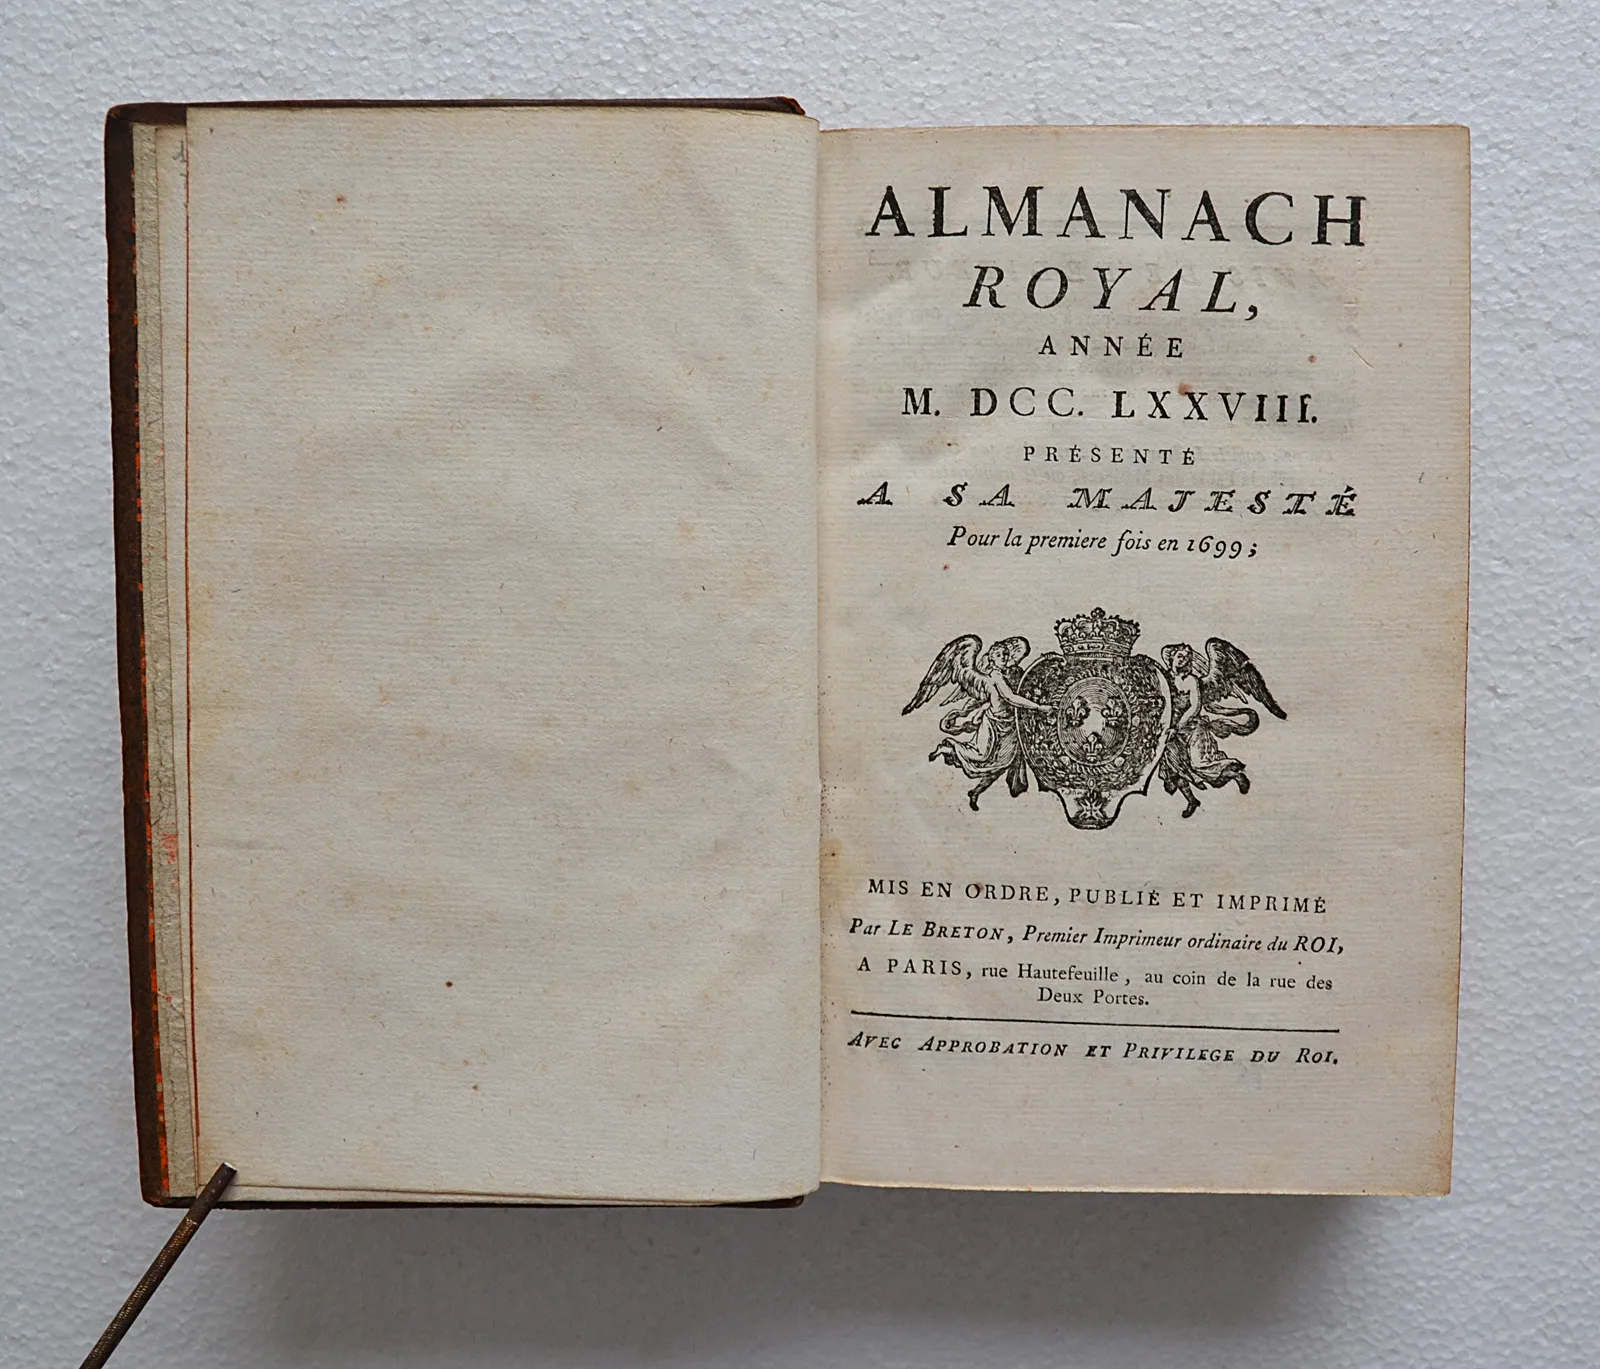 ALMANACH
ROYAL,
ANNÉE
M. DCC. LXXVIII.
PRÉSENTÉ
A SA MAJESTÉ
Pour la premiere fois en 1699;
MIS EN ORDRE, PUBLIÉ ET IMPRIMÉ
Par LE BRETON, Premier Imprimeur ordinaire du ROI,
A PARIS, rue Hautefeuille, au coin de la rue des
Deux Portes.
AVEC APPROBATION ET PRIVILEGE DU ROI.